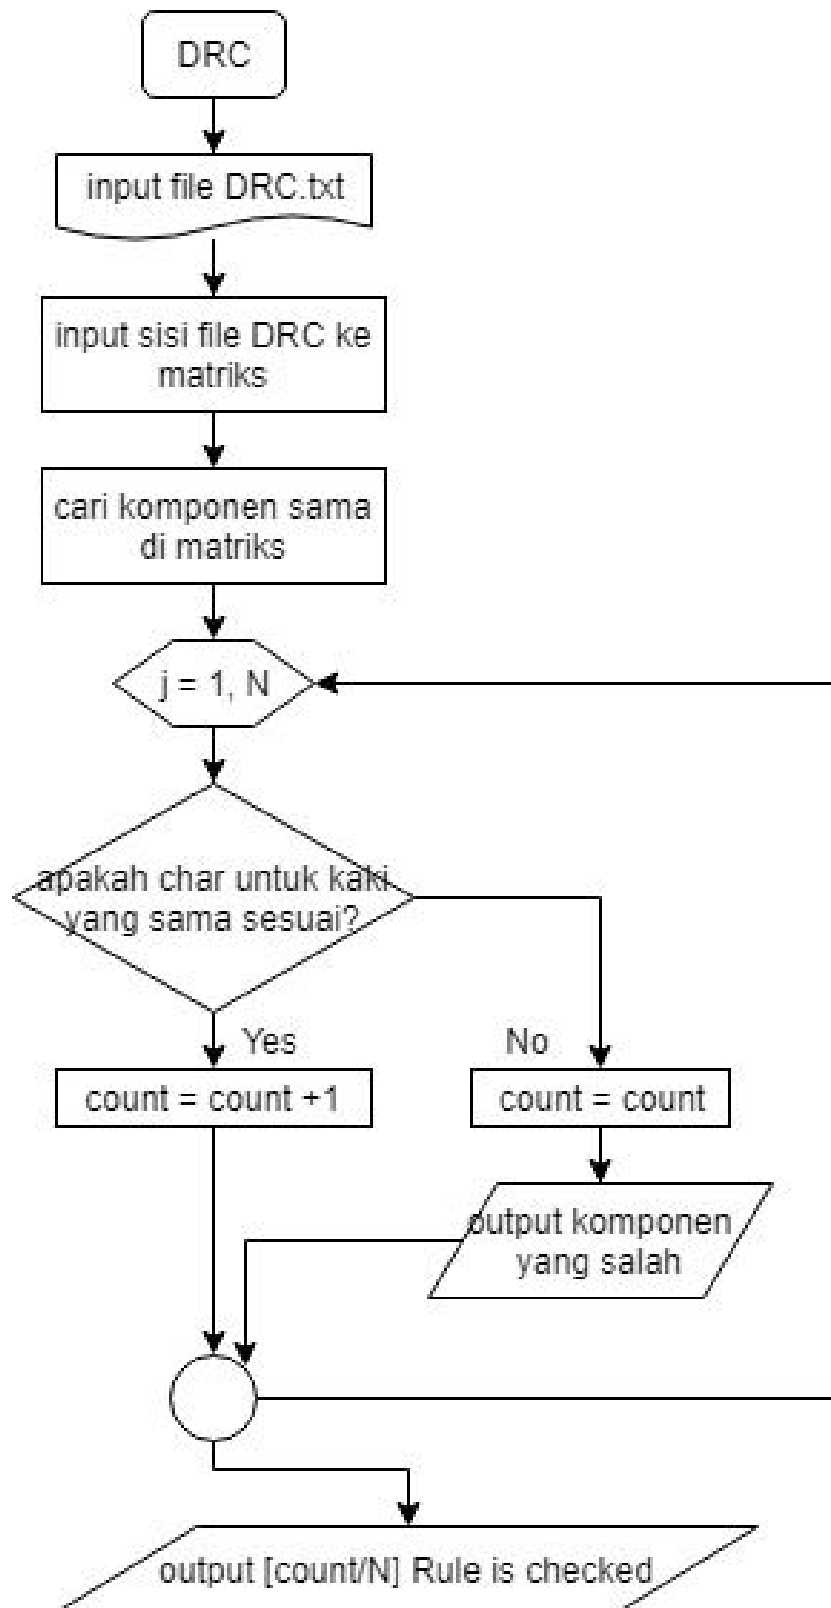 DRC
input file DRC.txt
input sisi file DRC ke
matriks
cari komponen sama
di matriks
j = 1, N
apakah char untuk kaki
yang sama sesuai?
Yes
No
count = count +1
count = count
output komponen
yang salah
output [count/N] Rule is checked